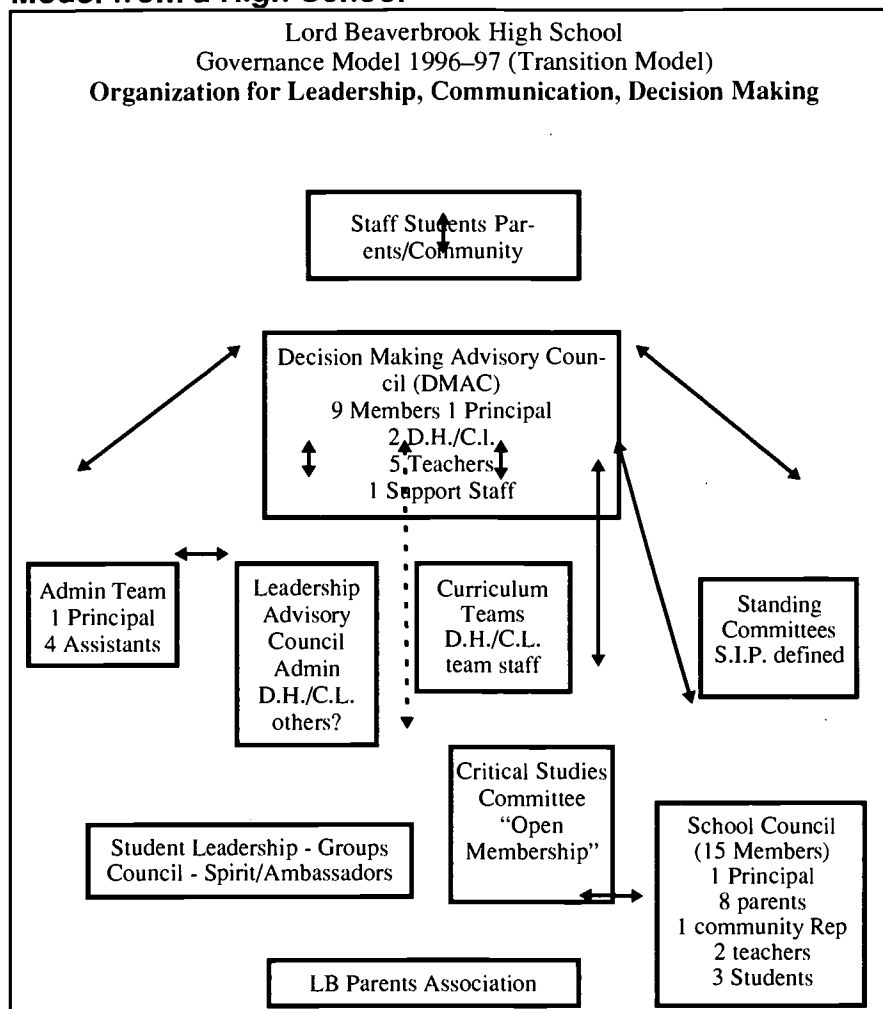 Model from a High School
Lord Beaverbrook High School
Governance Model 1996–97 (Transition Model)
Organization for Leadership, Communication, Decision Making
Staff Students Par-
ents/Community
Decision Making Advisory Coun-
cil (DMAC)
9 Members 1 Principal
2 D.H./C.l.
5 Teachers
1 Support Staff
Admin Team
1 Principal
4 Assistants
Leadership
Advisory
Council
Admin
D.H./C.L.
others?
Curriculum
Teams
D.H./C.L.
team staff
Standing
Committees
S.I.P. defined
Critical Studies
Committee
“Open
Membership”
Student Leadership - Groups
Council - Spirit/Ambassadors
School Council
(15 Members)
1 Principal
8 parents
1 community Rep
2 teachers
3 Students
LB Parents Association